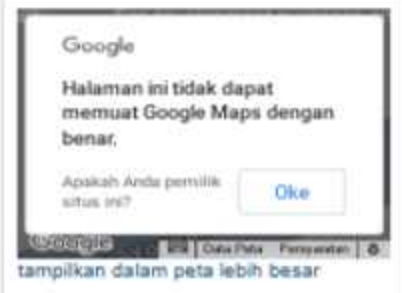 Google
Halaman ini tidak dapat
memuat Google Maps dengan
benar.
Apakah Anda pemilik
situs ini?
Oke
Google
Data Peta Persyaratan
tampilkan dalam peta lebih besar